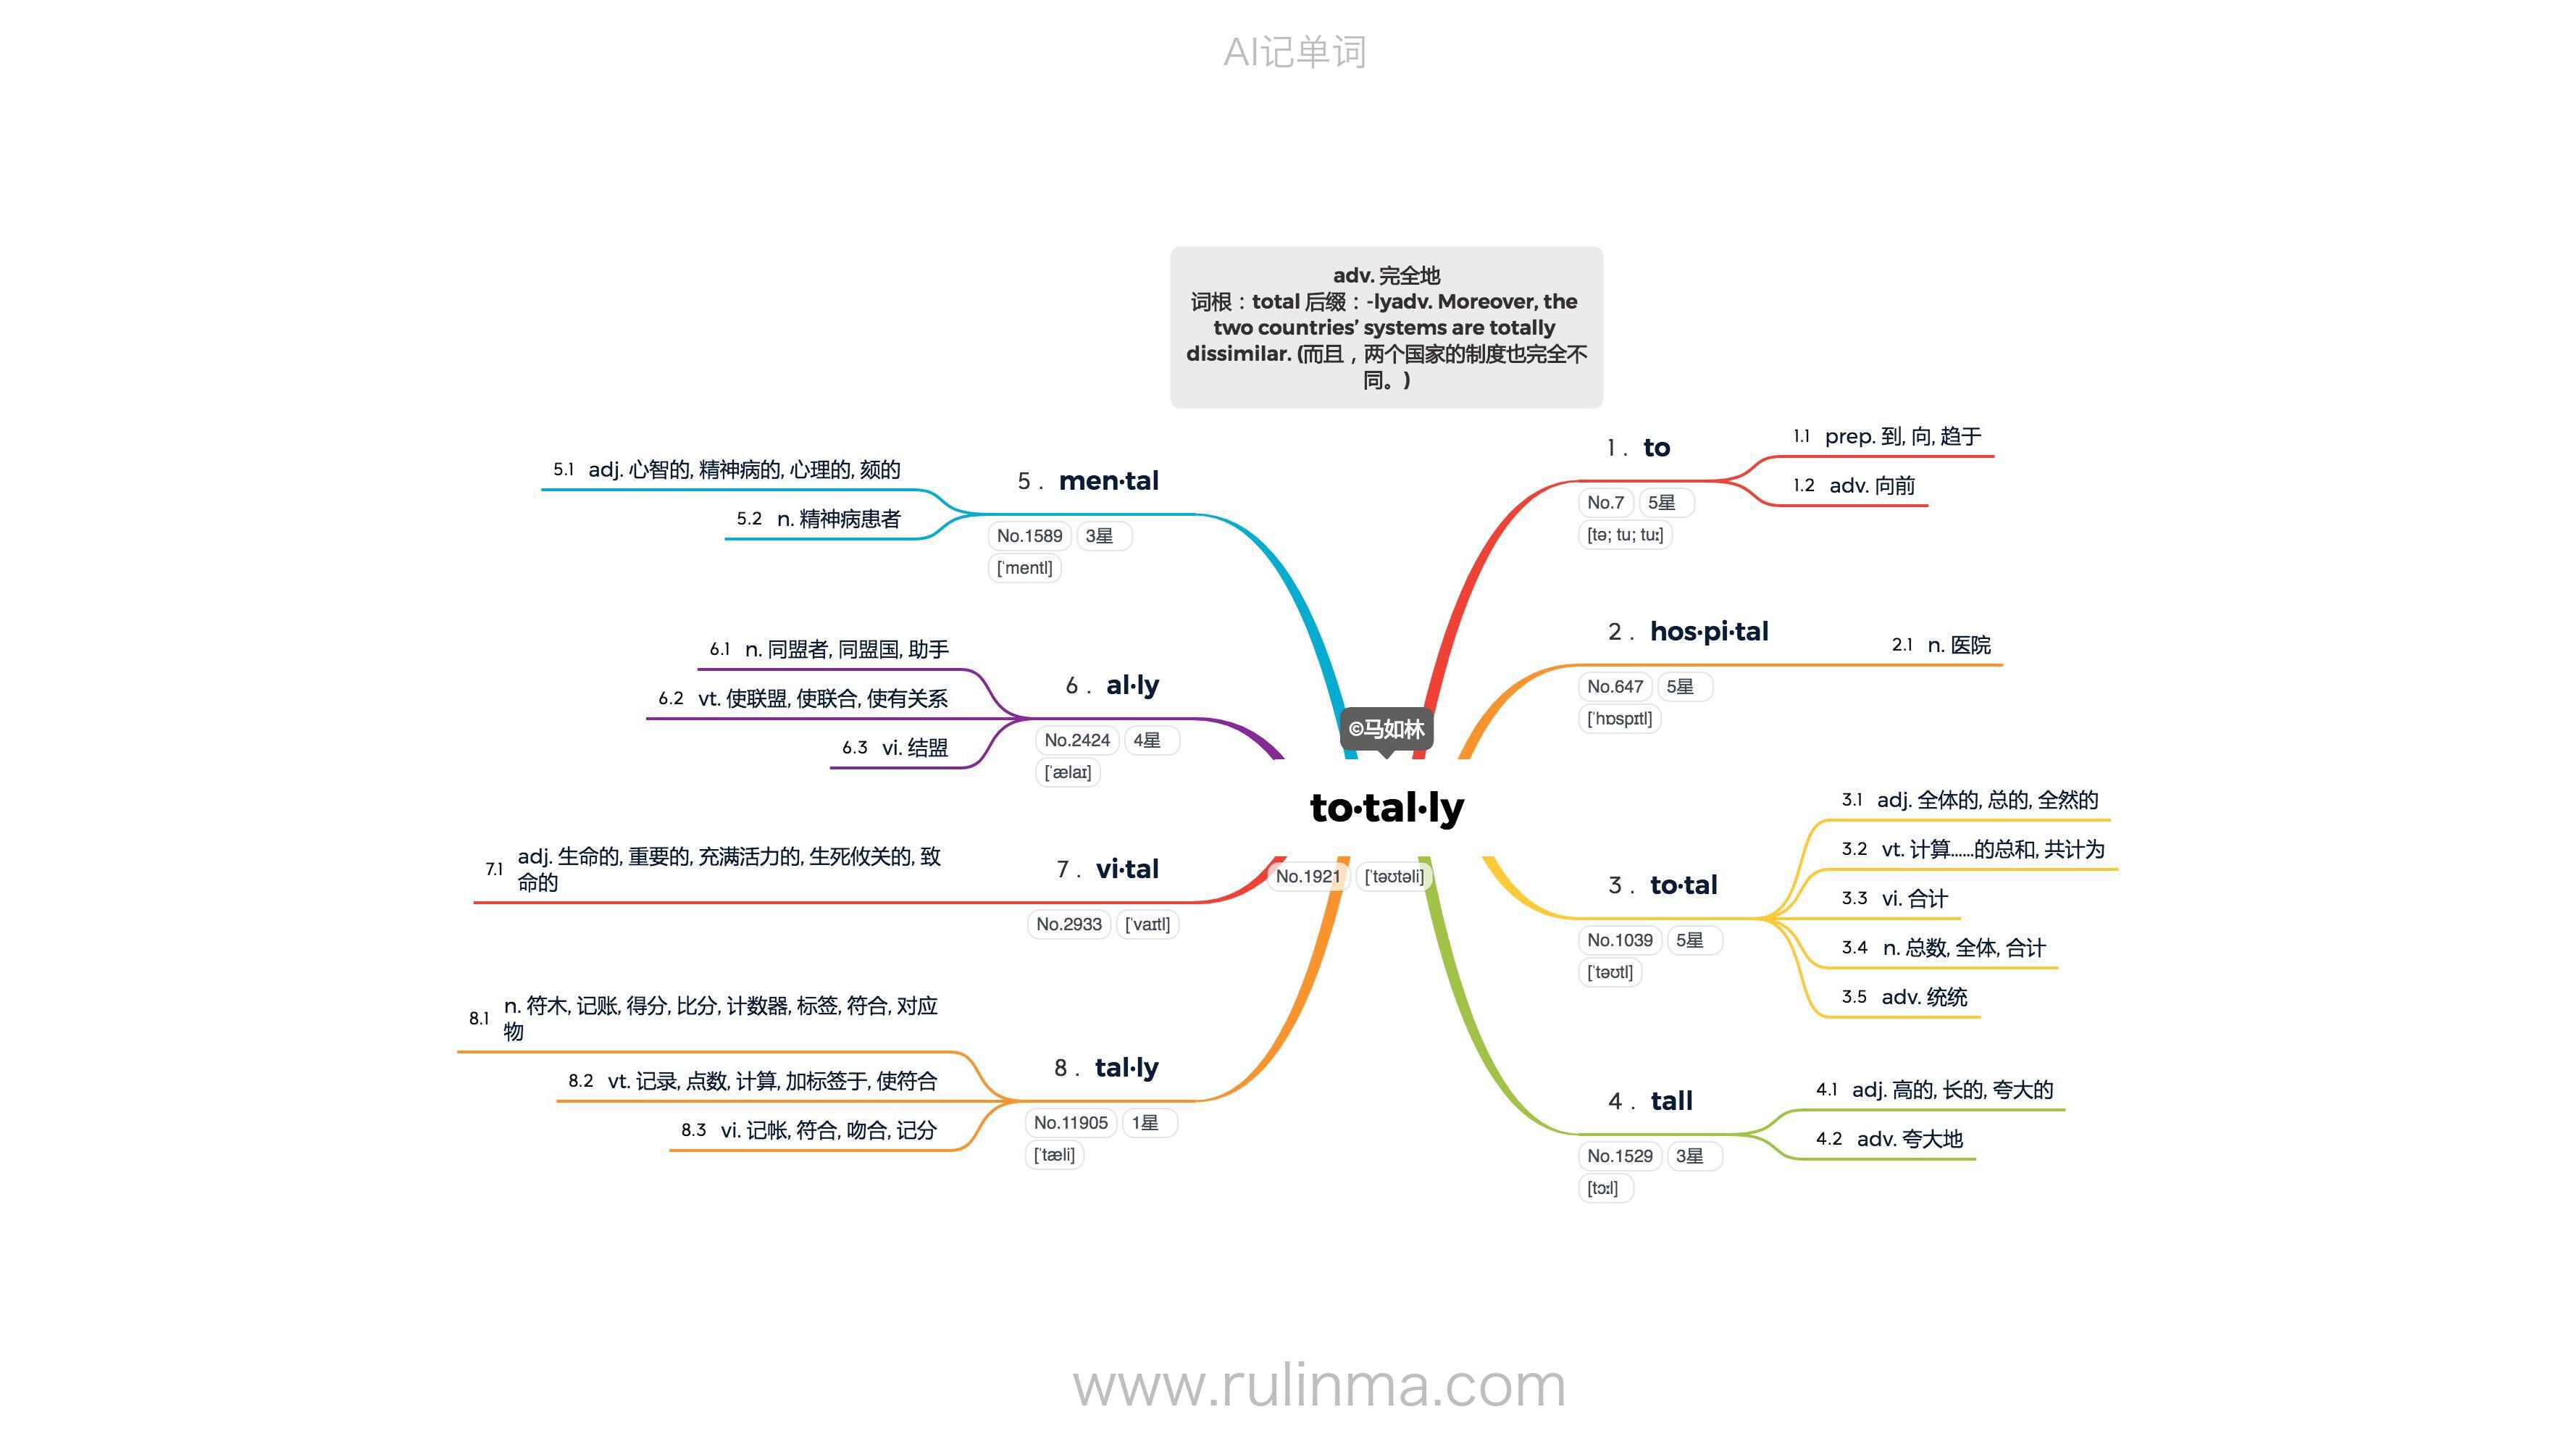 AI记单词
adv. 完全地
词根：total 后缀：-lyadv. Moreover, the
two countries’ systems are totally
dissimilar. (而且，两个国家的制度也完全不
同。)
©马如林
to·tal·ly
No.1921 [ˈtəʊtəli]
1 . to
No.7 5星
[tə; tu; tuː]
1.1 prep. 到, 向, 趋于
1.2 adv. 向前
2 . hos·pi·tal
No.647 5星
[ˈhɒspɪtl]
2.1 n. 医院
3 . to·tal
No.1039 5星
[ˈtəʊtl]
3.1 adj. 全体的, 总的, 全然的
3.2 vt. 计算……的总和, 共计为
3.3 vi. 合计
3.4 n. 总数, 全体, 合计
3.5 adv. 统统
4 . tall
No.1529 3星
[tɔːl]
4.1 adj. 高的, 长的, 夸大的
4.2 adv. 夸大地
5 . men·tal
No.1589 3星
[ˈmentl]
5.1 adj. 心智的, 精神病的, 心理的, 颏的
5.2 n. 精神病患者
6 . al·ly
No.2424 4星
[ˈælaɪ]
6.1 n. 同盟者, 同盟国, 助手
6.2 vt. 使联盟, 使联合, 使有关系
6.3 vi. 结盟
7 . vi·tal
No.2933 [ˈvaɪtl]
7.1 adj. 生命的, 重要的, 充满活力的, 生死攸关的, 致
命的
8 . tal·ly
No.11905 1星
[ˈtæli]
8.1 n. 符木, 记账, 得分, 比分, 计数器, 标签, 符合, 对应
物
8.2 vt. 记录, 点数, 计算, 加标签于, 使符合
8.3 vi. 记帐, 符合, 吻合, 记分
www.rulinma.com